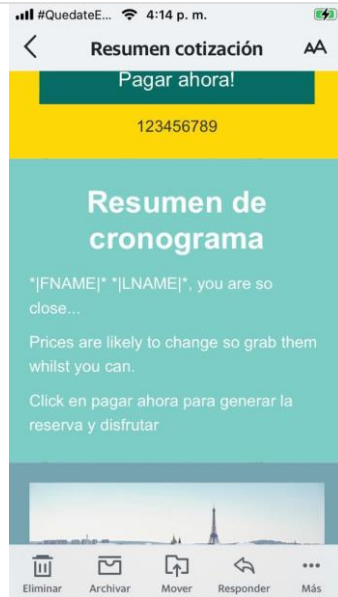 #QuedateE... 4:14 p. m.
Resumen cotización AA
Pagar ahora!
123456789
Resumen de
cronograma
*|FNAME|* *|LNAME|*, you are so
close...
Prices are likely to change so grab them
whilst you can.
Click en pagar ahora para generar la
reserva y disfrutar
Eliminar Archivar Mover Responder Más